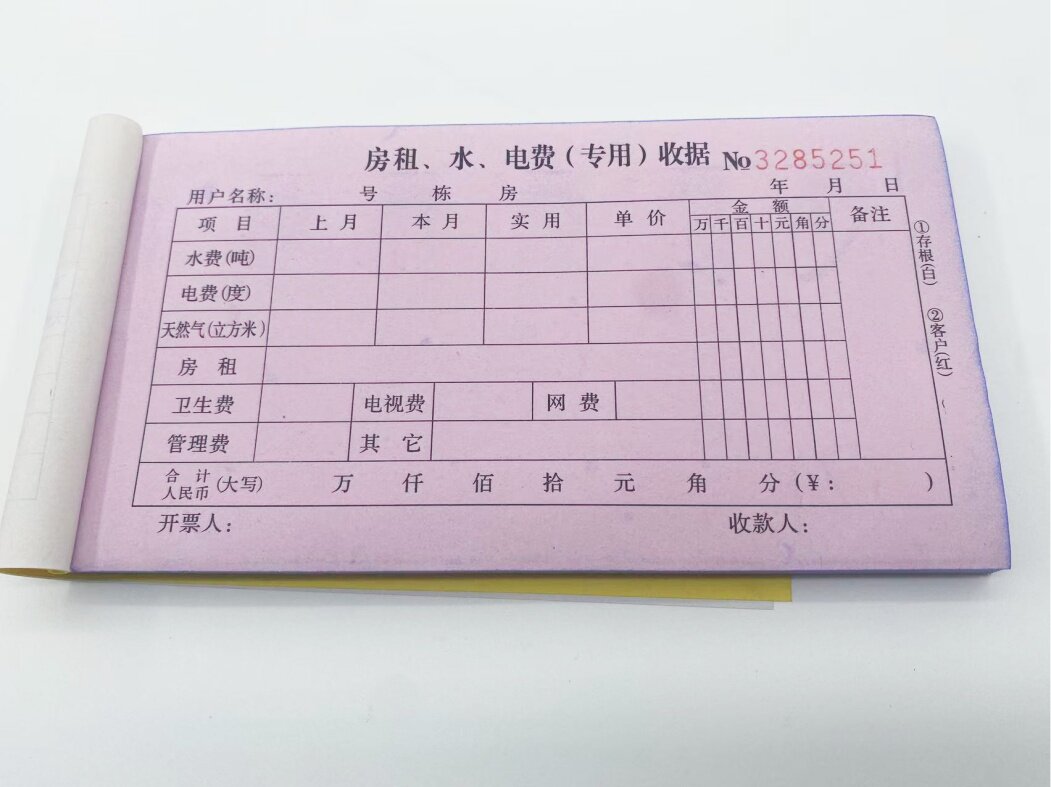 房租、水、电费(专用)收据 No 3285251
用户名称: 号 栋 房 年 月 日
项 目 上 月 本 月 实 用 单 价 金 额 备注
万 千 百 十 元 角 分
水费(吨)
电费(度)
天然气(立方米)
房 租
卫生费 电视费 网 费
管理费 其 它
合 计
人民币 (大写) 万 仟 佰 拾 元 角 分 (¥: )
开票人: 收款人:
①存根(白)
②客户(红)